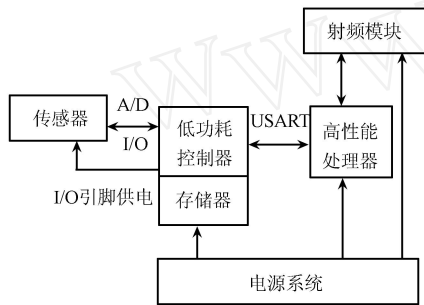 射频模块
WWW
传感器
A/D
I/O
低功耗
控制器
USART
高性能
处理器
I/O引脚供电
存储器
电源系统